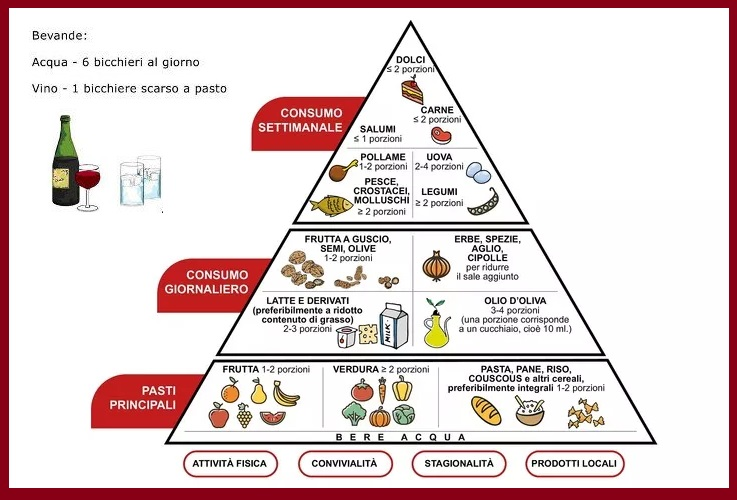 Bevande:
Acqua - 6 bicchieri al giorno
Vino - 1 bicchiere scarso a pasto
CONSUMO
SETTIMANALE
DOLCI
≤ 2 porzioni
CARNE
≤ 2 porzioni
SALUMI
≤ 1 porzioni
POLLAME
1-2 porzioni
UOVA
2-4 porzioni
PESCE,
CROSTACEI,
MOLLUSCHI
≥ 2 porzioni
LEGUMI
≥ 2 porzioni
CONSUMO
GIORNALIERO
FRUTTA A GUSCIO,
SEMI, OLIVE
1-2 porzioni
ERBE, SPEZIE,
AGLIO,
CIPOLLE
per ridurre
il sale aggiunto
LATTE E DERIVATI
(preferibilmente a ridotto
contenuto di grasso)
2-3 porzioni
MILK
OLIO D'OLIVA
3-4 porzioni
(una porzione corrisponde
a un cucchiaio, cioè 10 ml.)
PASTI
PRINCIPALI
FRUTTA 1-2 porzioni
VERDURA ≥ 2 porzioni
PASTA, PANE, RISO,
COUSCOUS e altri cereali,
preferibilmente integrali 1-2 porzioni
BERE ACQUA
ATTIVITÀ FISICA
CONVIVIALITÀ
STAGIONALITÀ
PRODOTTI LOCALI